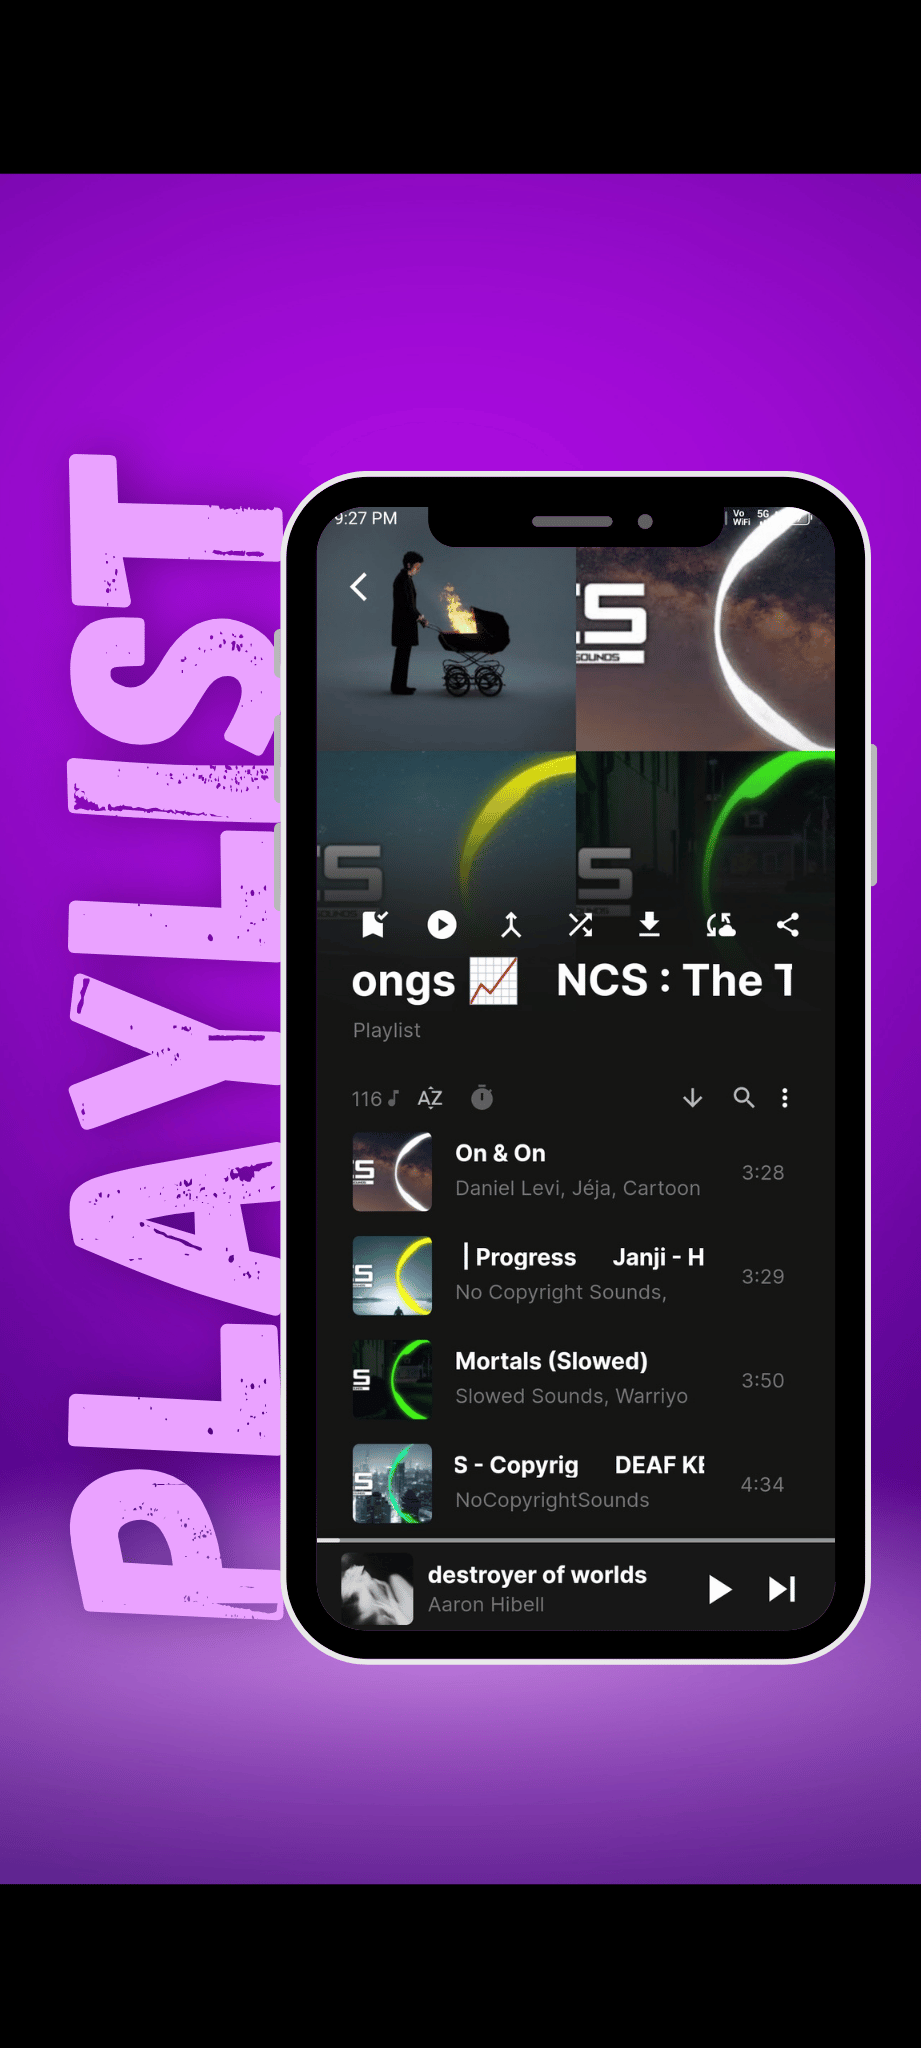 PLAYLIST
9:27 PM
Vo
WiFi
5G
S
SOUNDS
S
S
ongs 📈 NCS : The T
Playlist
116
AZ
On & On
Daniel Levi, Jéja, Cartoon
3:28
| Progress Janji - H
No Copyright Sounds,
3:29
Mortals (Slowed)
Slowed Sounds, Warriyo
3:50
S - Copyrig DEAF KE
NoCopyrightSounds
4:34
destroyer of worlds
Aaron Hibell